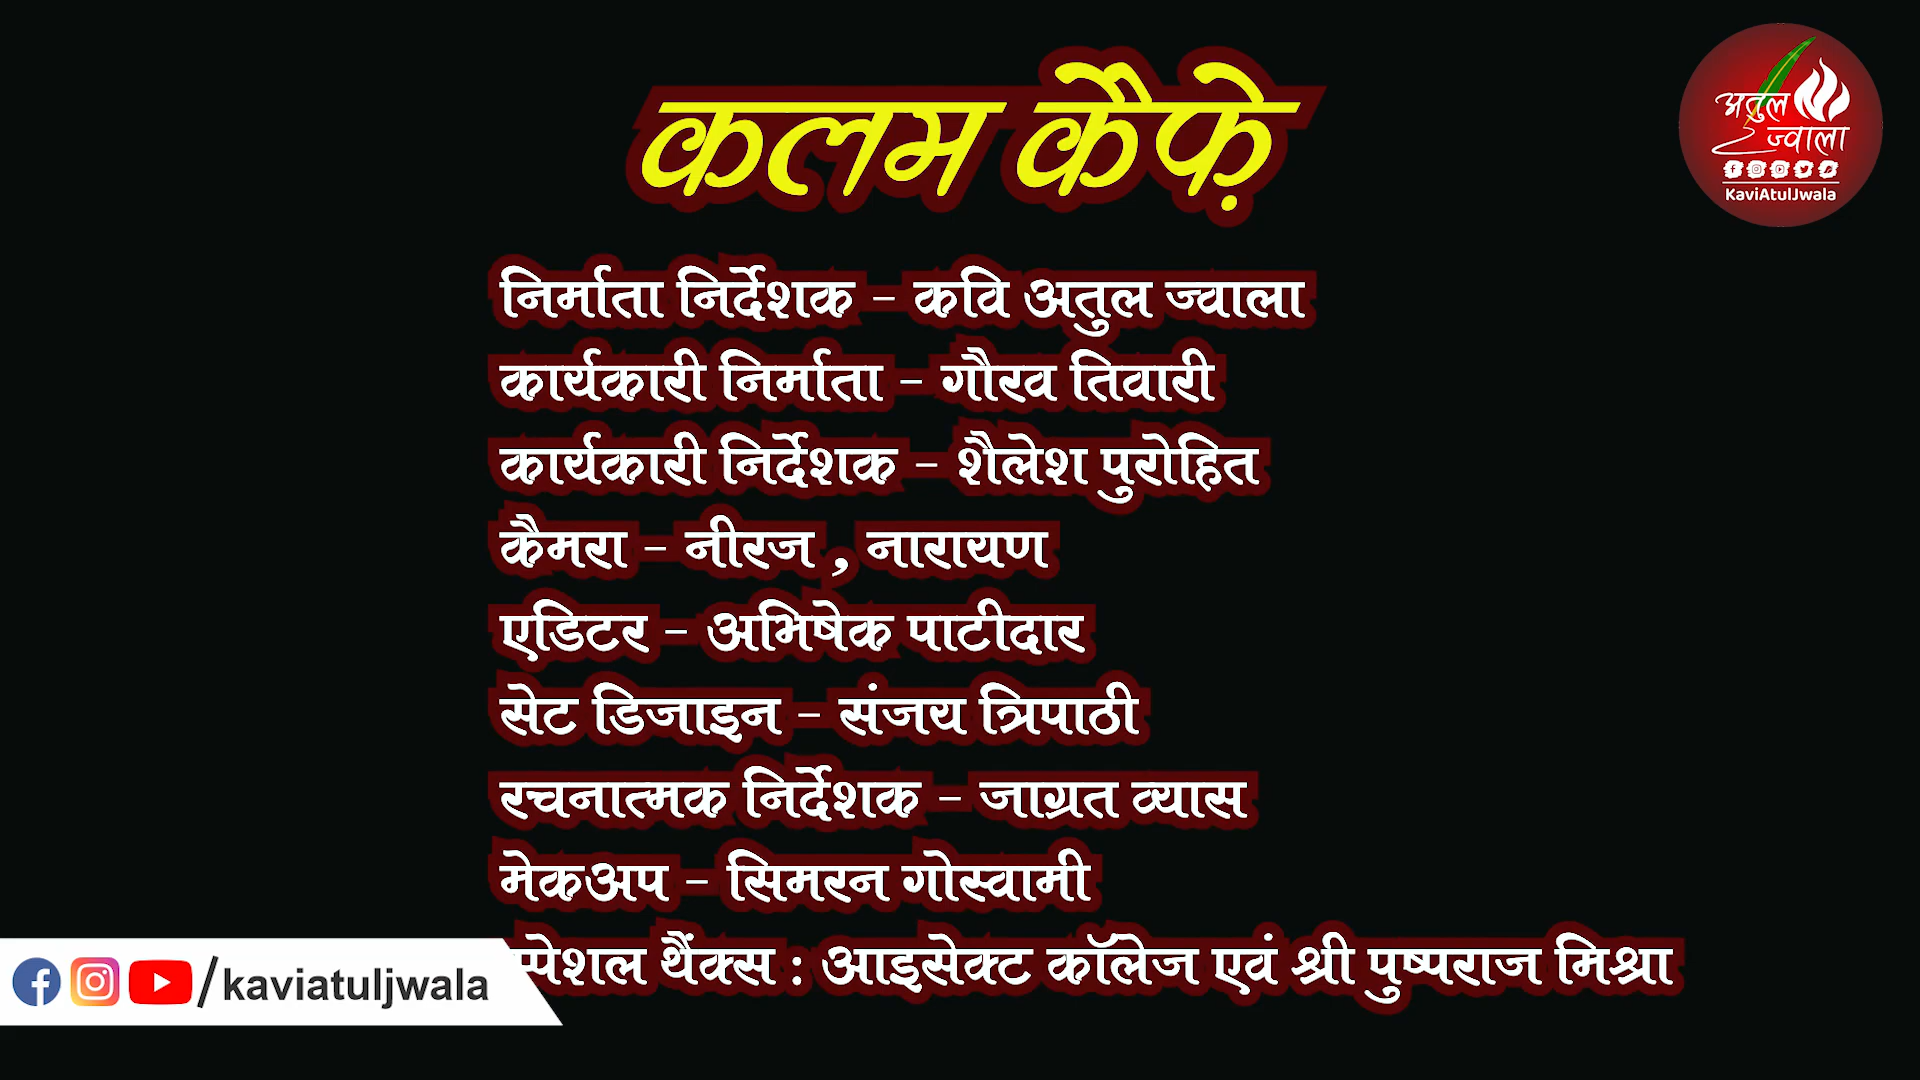 कलम कैफ़े
अतुल
ज्वाला
KaviAtulJwala
निर्माता निर्देशक - कवि अतुल ज्वाला
कार्यकारी निर्माता - गौरव तिवारी
कार्यकारी निर्देशक - शैलेश पुरोहित
कैमरा - नीरज , नारायण
एडिटर - अभिषेक पाटीदार
सेट डिजाइन - संजय त्रिपाठी
रचनात्मक निर्देशक - जाग्रत व्यास
मेकअप - सिमरन गोस्वामी
स्पेशल थैंक्स : आइसेक्ट कॉलेज एवं श्री पुष्पराज मिश्रा
/kaviatuljwala